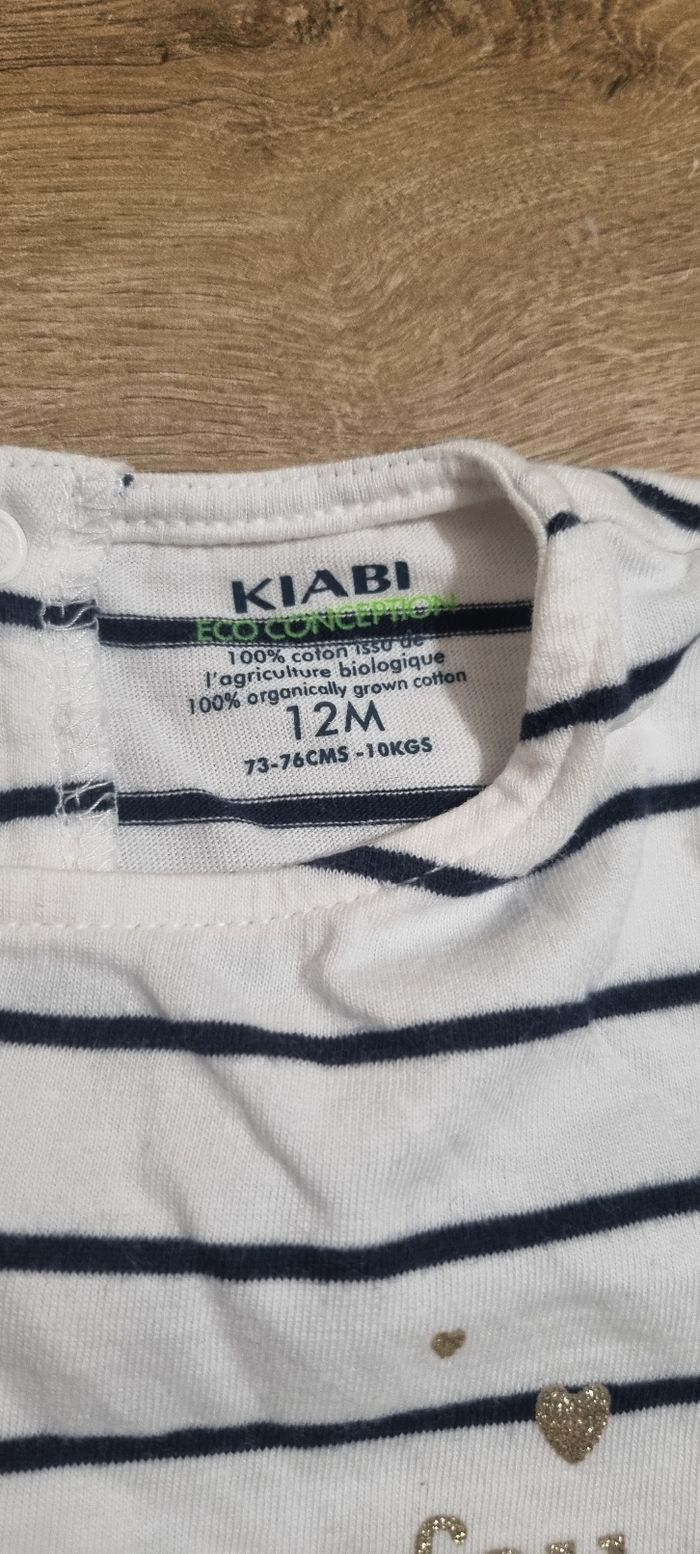 KIABI
ECO CONCEPTION
100% coton issu de
l'agriculture biologique
100% organically grown cotton
12M
73-76CMS -10KGS